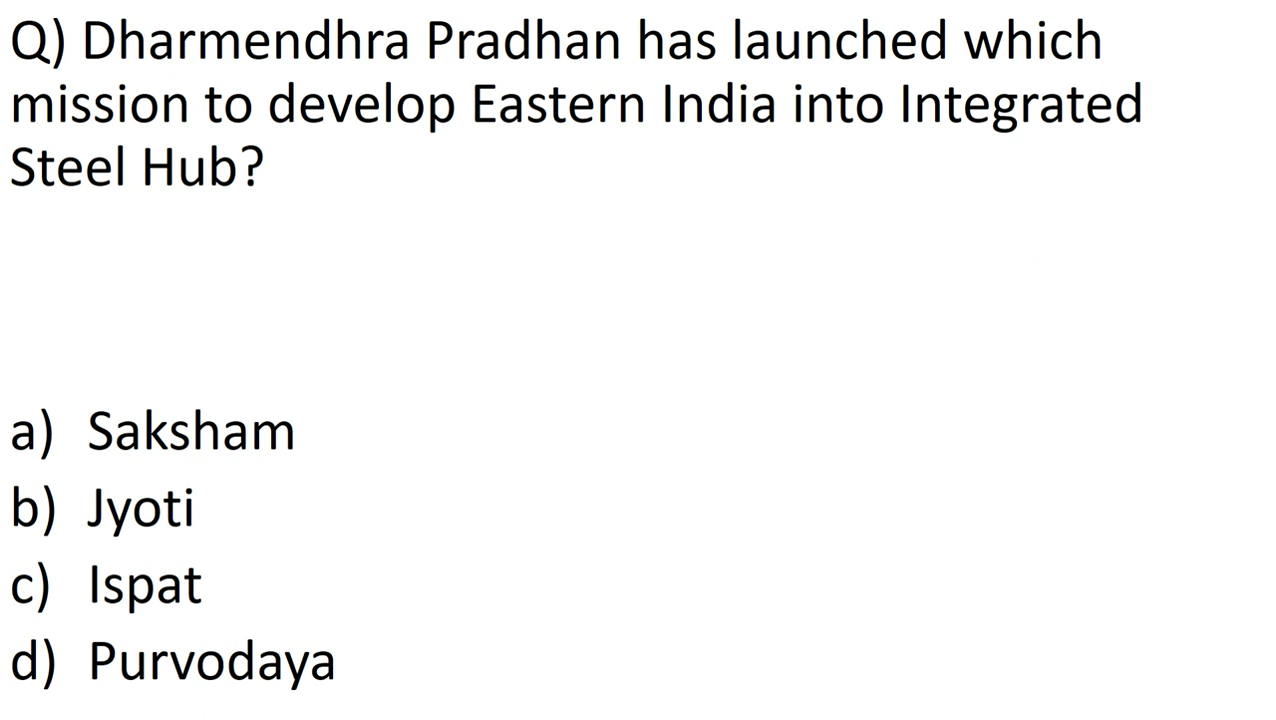 Q) Dharmendhra Pradhan has launched which
mission to develop Eastern India into Integrated
Steel Hub?
a) Saksham
b) Jyoti
c) Ispat
d) Purvodaya